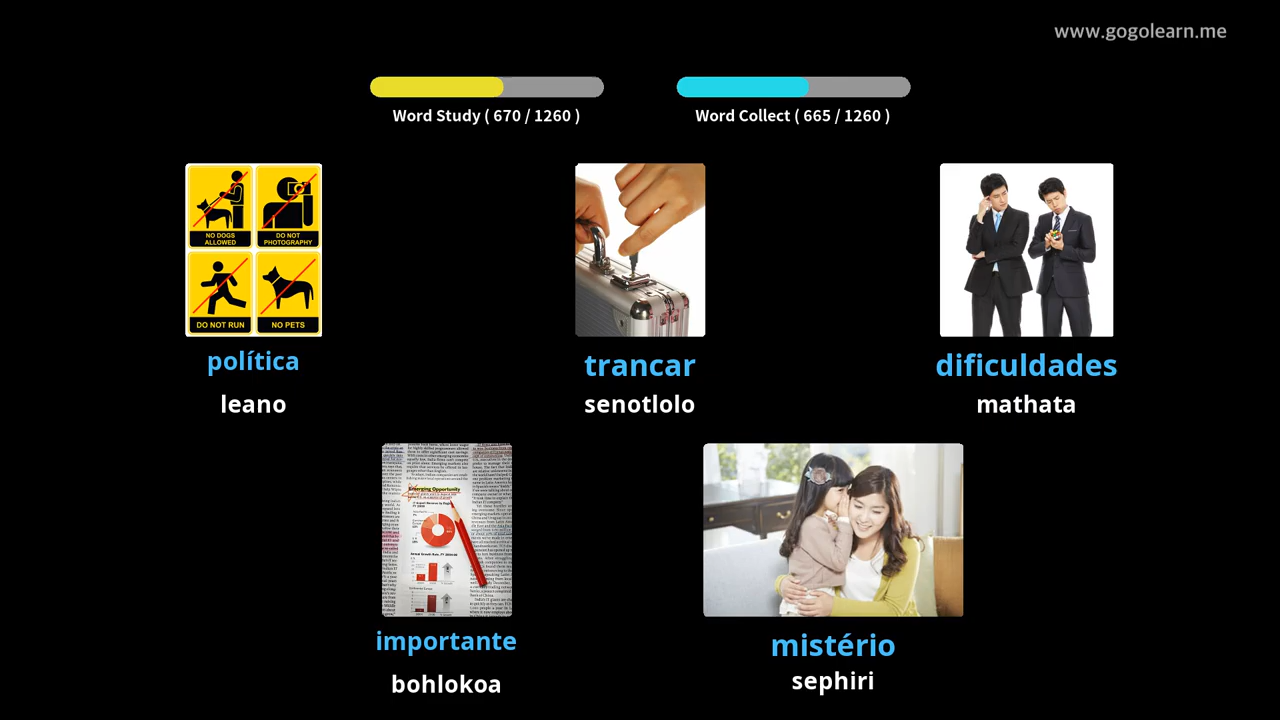 www.gogolearn.me
Word Study ( 670 / 1260 )
Word Collect ( 665 / 1260 )
NO DOGS
ALLOWED
DO NOT
PHOTOGRAPHY
DO NOT RUN
NO PETS
política
trancar
dificuldades
leano
senotlolo
mathata
Emerging Opportunity
importante
mistério
bohlokoa
sephiri